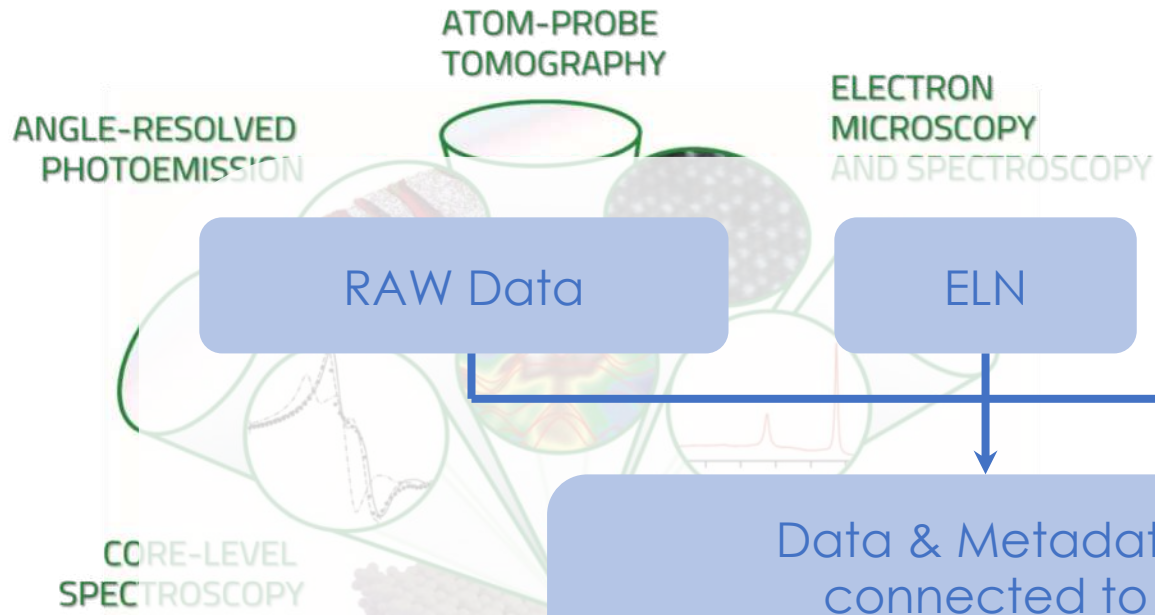 ATOM-PROBE
TOMOGRAPHY
ANGLE-RESOLVED
PHOTOEMISSION
ELECTRON
MICROSCOPY
AND SPECTROSCOPY
RAW Data
ELN
Data & Metadat
connected to
CORE-LEVEL
SPECTROSCOPY